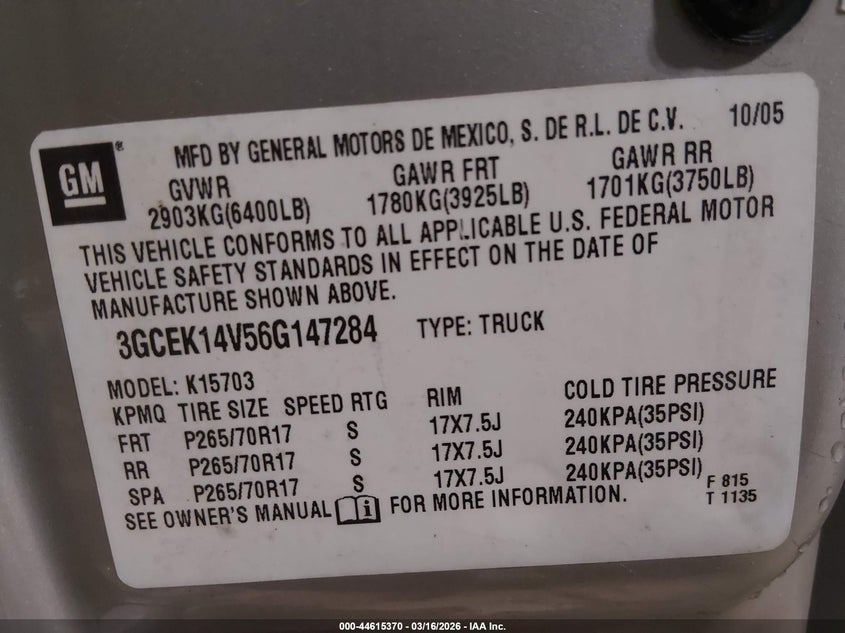 GM®
MFD BY GENERAL MOTORS DE MEXICO, S. DE R.L. DE C.V. 10/05
GVWR GAWR FRT GAWR RR
2903KG(6400LB) 1780KG(3925LB) 1701KG(3750LB)
THIS VEHICLE CONFORMS TO ALL APPLICABLE U.S. FEDERAL MOTOR
VEHICLE SAFETY STANDARDS IN EFFECT ON THE DATE OF
MANUFACTURE SHOWN ABOVE.
3GCEK14V56G147284 TYPE: TRUCK
MODEL: K15703
KPMQ TIRE SIZE SPEED RTG RIM COLD TIRE PRESSURE
FRT P265/70R17 S 17X7.5J 240KPA(35PSI)
RR P265/70R17 S 17X7.5J 240KPA(35PSI)
SPA P265/70R17 S 17X7.5J 240KPA(35PSI)
SEE OWNER'S MANUAL i FOR MORE INFORMATION.
F 815
T 1135
000-44615370 - 03/16/2026 - IAA Inc.